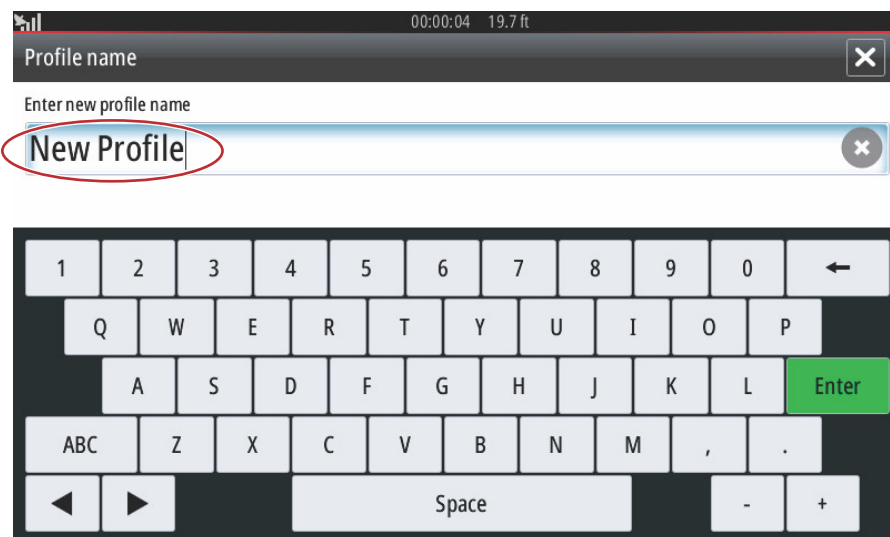 00:00:04 19.7 ft
Profile name
Enter new profile name
New Profile
1 2 3 4 5 6 7 8 9 0
Q W E R T Y U I O P
A S D F G H J K L Enter
ABC Z X C V B N M , .
Space - +